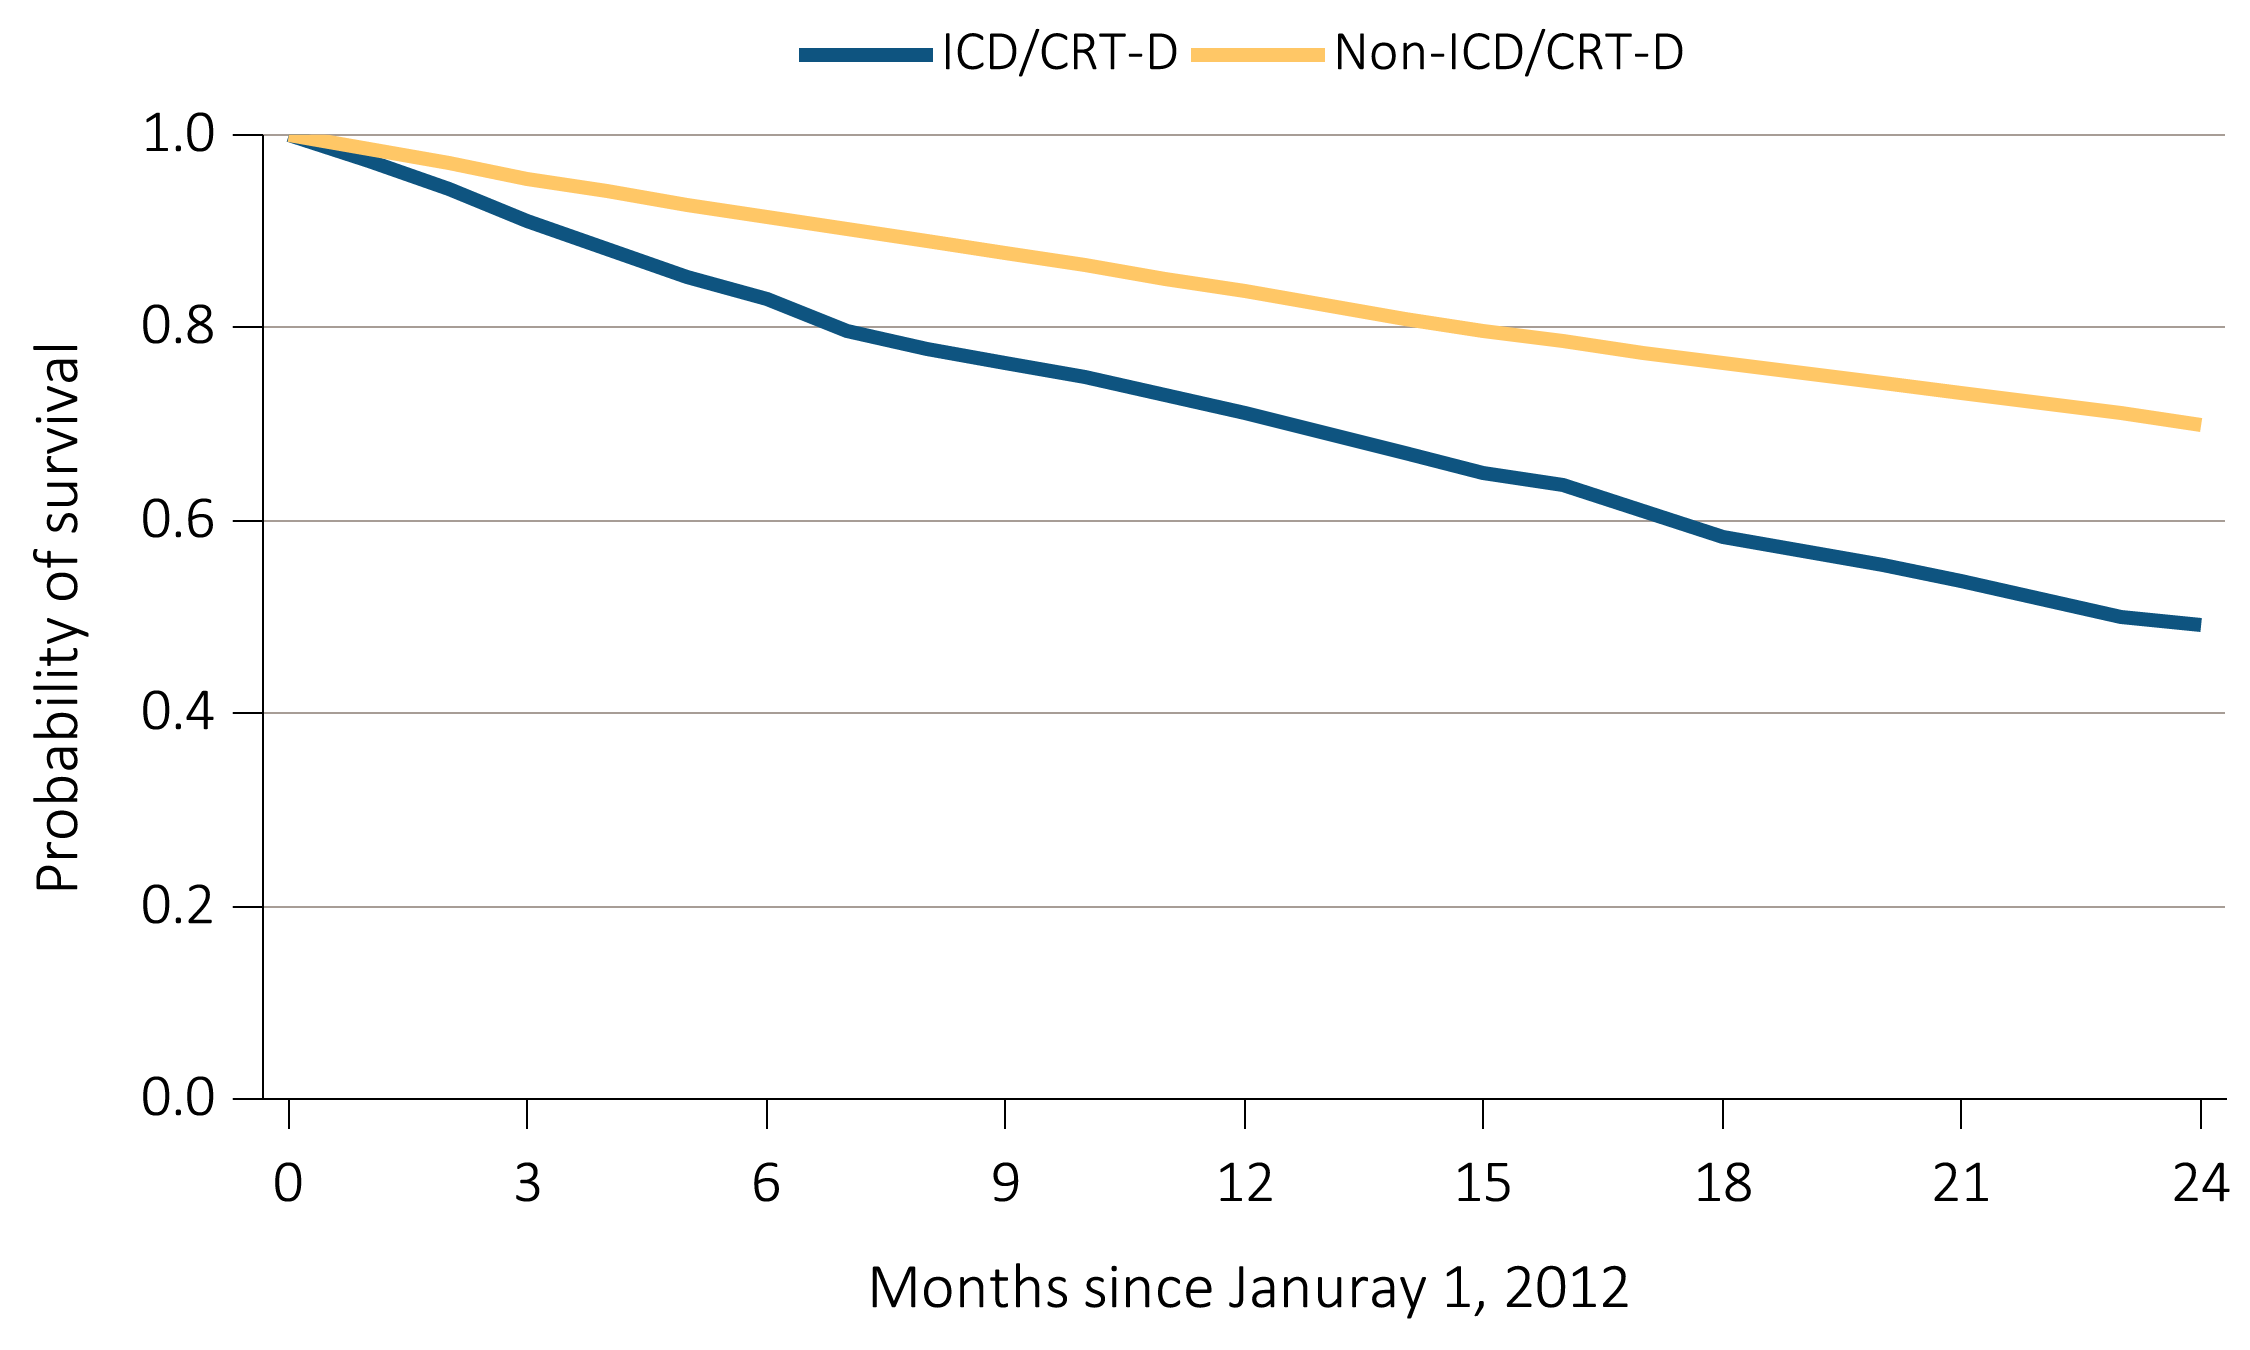 ICD/CRT-D Non-ICD/CRT-D
1.0
0.8
0.6
0.4
0.2
0.0
Probability of survival
0 3 6 9 12 15 18 21 24
Months since Januray 1, 2012